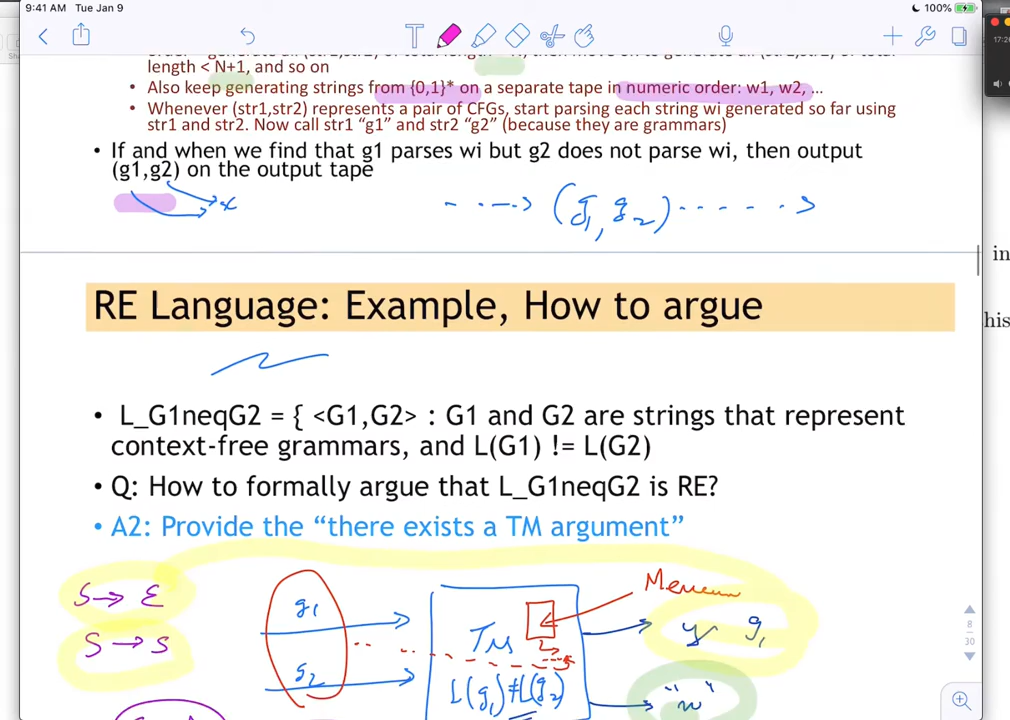 9:41 AM Tue Jan 9
100%
length < N+1, and so on
• Also keep generating strings from {0,1}* on a separate tape in numeric order: w1, w2, …
• Whenever (str1,str2) represents a pair of CFGs, start parsing each string wi generated so far using
str1 and str2. Now call str1 “g1” and str2 “g2” (because they are grammars)
• If and when we find that g1 parses wi but g2 does not parse wi, then output
(g1,g2) on the output tape
(g1, g2)
in
RE Language: Example, How to argue
his
• L_G1neqG2 = { <G1,G2> : G1 and G2 are strings that represent
context-free grammars, and L(G1) != L(G2)
• Q: How to formally argue that L_G1neqG2 is RE?
• A2: Provide the “there exists a TM argument”
S → ε
S → S
g1
g2
TM
L(g1) ≠ L(g2)
y g1
"w"
8
30